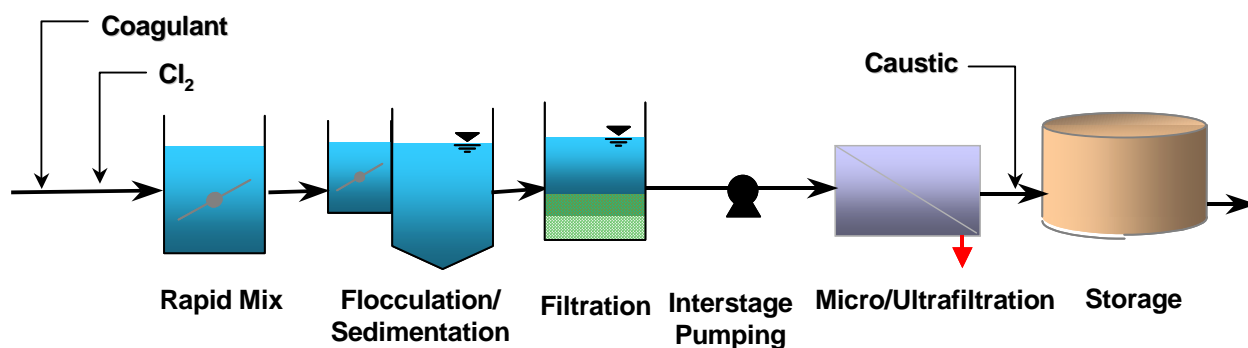 Coagulant
Cl₂
Caustic
Rapid Mix
Flocculation/
Sedimentation
Filtration
Interstage
Pumping
Micro/Ultrafiltration
Storage